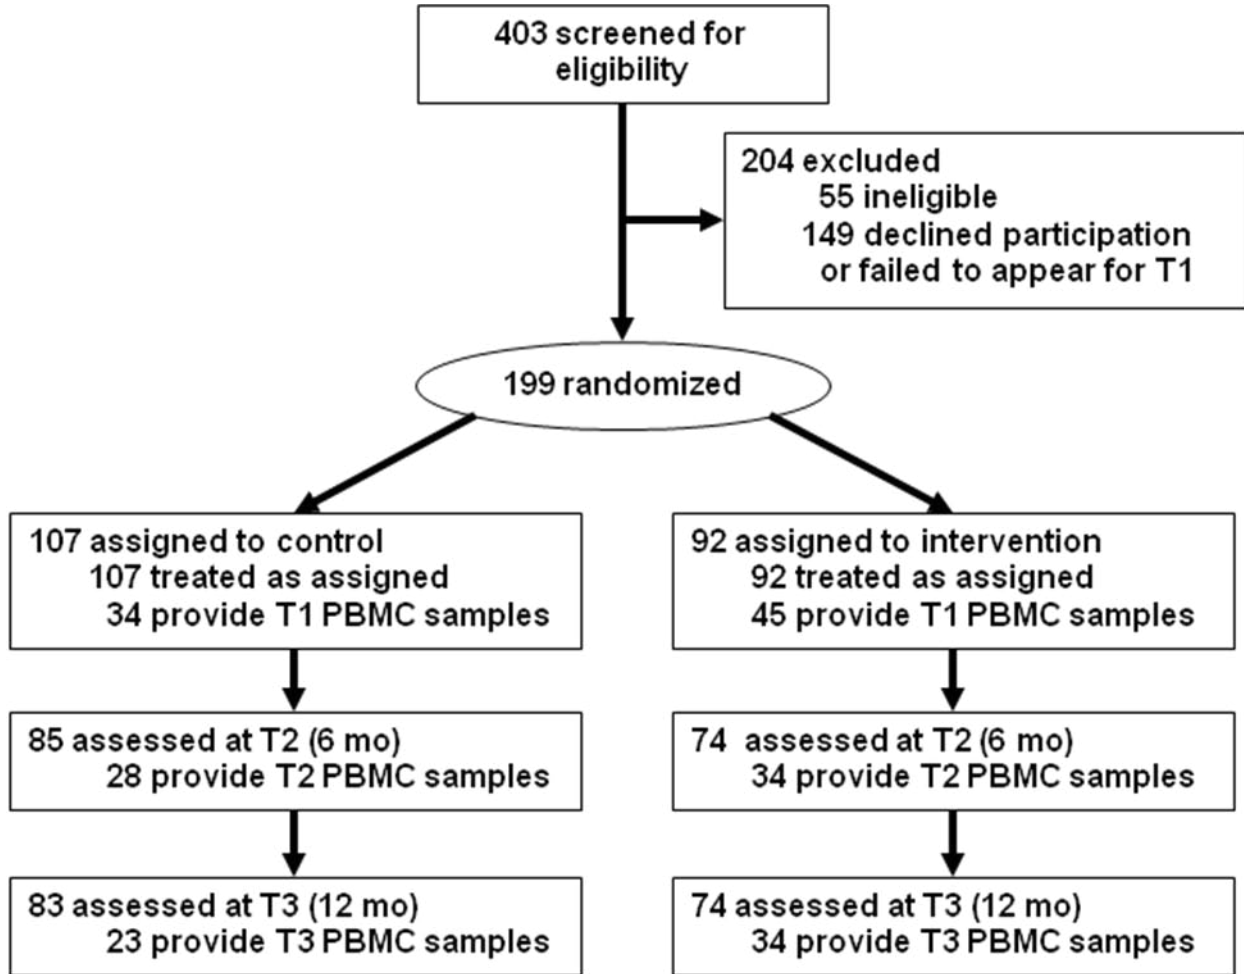 403 screened for
eligibility
204 excluded
55 ineligible
149 declined participation
or failed to appear for T1
199 randomized
107 assigned to control
107 treated as assigned
34 provide T1 PBMC samples
92 assigned to intervention
92 treated as assigned
45 provide T1 PBMC samples
85 assessed at T2 (6 mo)
28 provide T2 PBMC samples
74 assessed at T2 (6 mo)
34 provide T2 PBMC samples
83 assessed at T3 (12 mo)
23 provide T3 PBMC samples
74 assessed at T3 (12 mo)
34 provide T3 PBMC samples